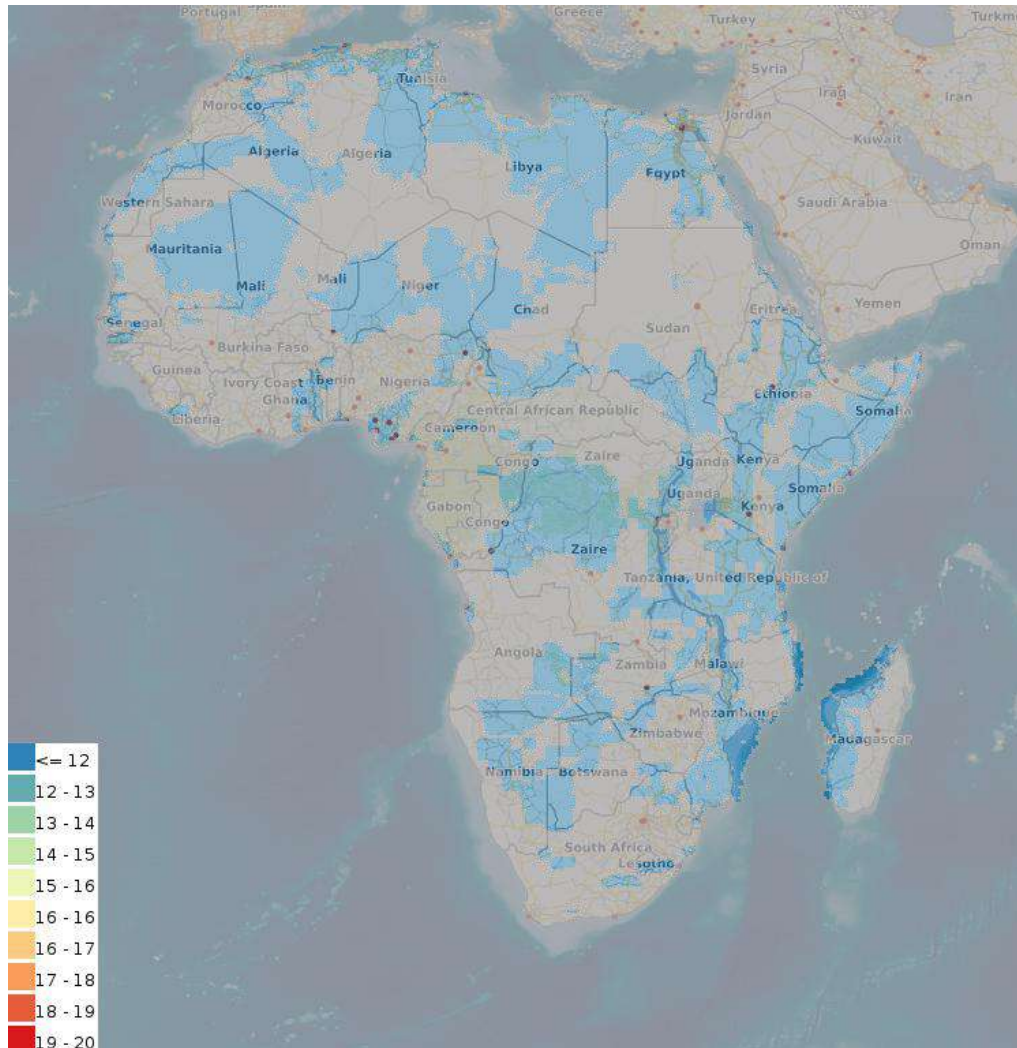 Portugal
Greece
Turkey
Turkm
Syria
Iraq
Iran
Jordan
Kuwait
Tunisia
Morocco
Algeria
Algeria
Libya
Egypt
Western Sahara
Saudi Arabia
Oman
Mauritania
Mali
Mali
Niger
Chad
Sudan
Eritrea
Yemen
Senegal
Burkina Faso
Guinea
Ivory Coast
Benin
Ghana
Nigeria
Liberia
Ethiopia
Somalia
Central African Republic
Cameroon
Congo
Zaire
Uganda
Kenya
Uganda
Somalia
Gabon
Kenya
Congo
Zaire
Tanzania, United Republic of
Angola
Zambia
Malawi
Mozambique
Zimbabwe
Madagascar
Namibia
Botswana
South Africa
Lesotho
<= 12
12 - 13
13 - 14
14 - 15
15 - 16
16 - 16
16 - 17
17 - 18
18 - 19
19 - 20